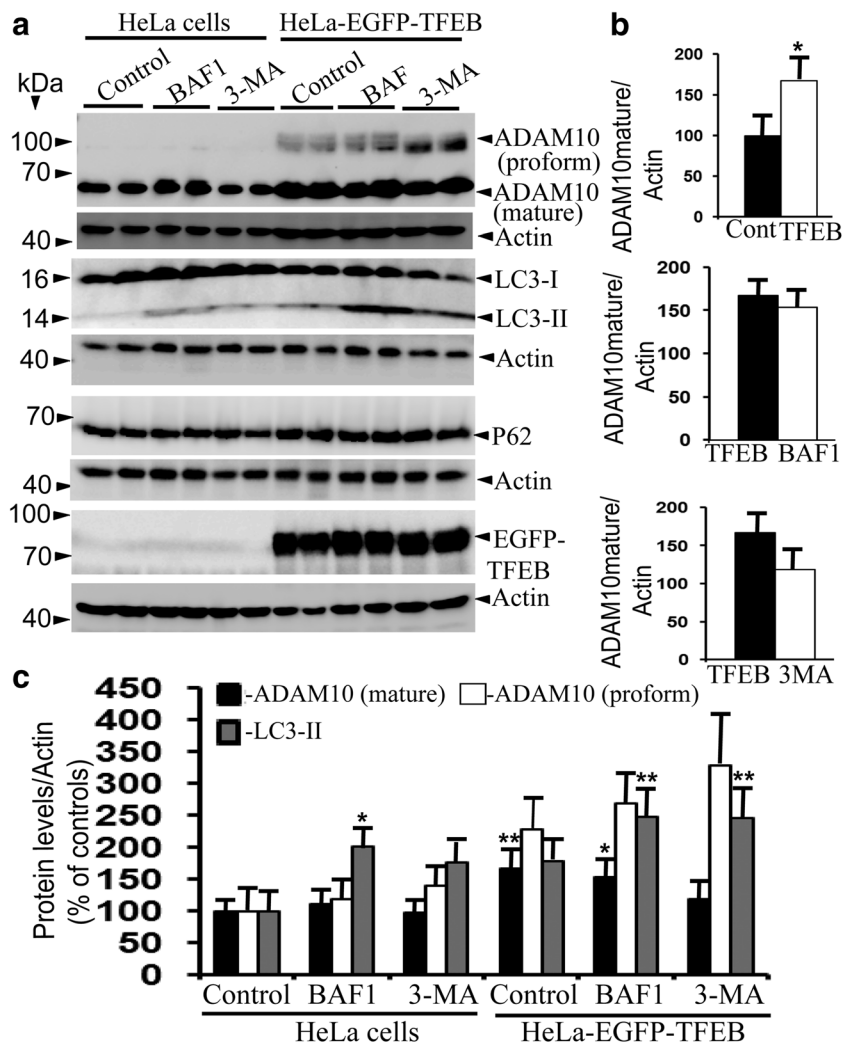 a
HeLa cells HeLa-EGFP-TFEB
Control BAF1 3-MA Control BAF 3-MA
kDa
100
70
ADAM10
(proform)
ADAM10
(mature)
40
Actin
16
LC3-I
14
LC3-II
40
Actin
70
P62
40
Actin
100
70
EGFP-
TFEB
40
Actin
b
ADAM10mature/
Actin
200
150
100
50
0
*
Cont TFEB
ADAM10mature/
Actin
200
150
100
50
0
TFEB BAF1
ADAM10mature/
Actin
200
150
100
50
0
TFEB 3MA
c
Protein levels/Actin
(% of controls)
450
400
350
300
250
200
150
100
50
0
-ADAM10 (mature) -ADAM10 (proform)
-LC3-II
* ** * ** **
Control BAF1 3-MA Control BAF1 3-MA
HeLa cells HeLa-EGFP-TFEB